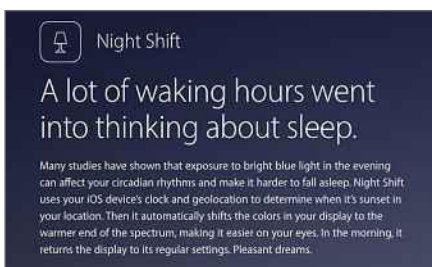 Night Shift
A lot of waking hours went
into thinking about sleep.
Many studies have shown that exposure to bright blue light in the evening
can affect your circadian rhythms and make it harder to fall asleep. Night Shift
uses your iOS device's clock and geolocation to determine when it's sunset in
your location. Then it automatically shifts the colors in your display to the
warmer end of the spectrum, making it easier on your eyes. In the morning, it
returns the display to its regular settings. Pleasant dreams.